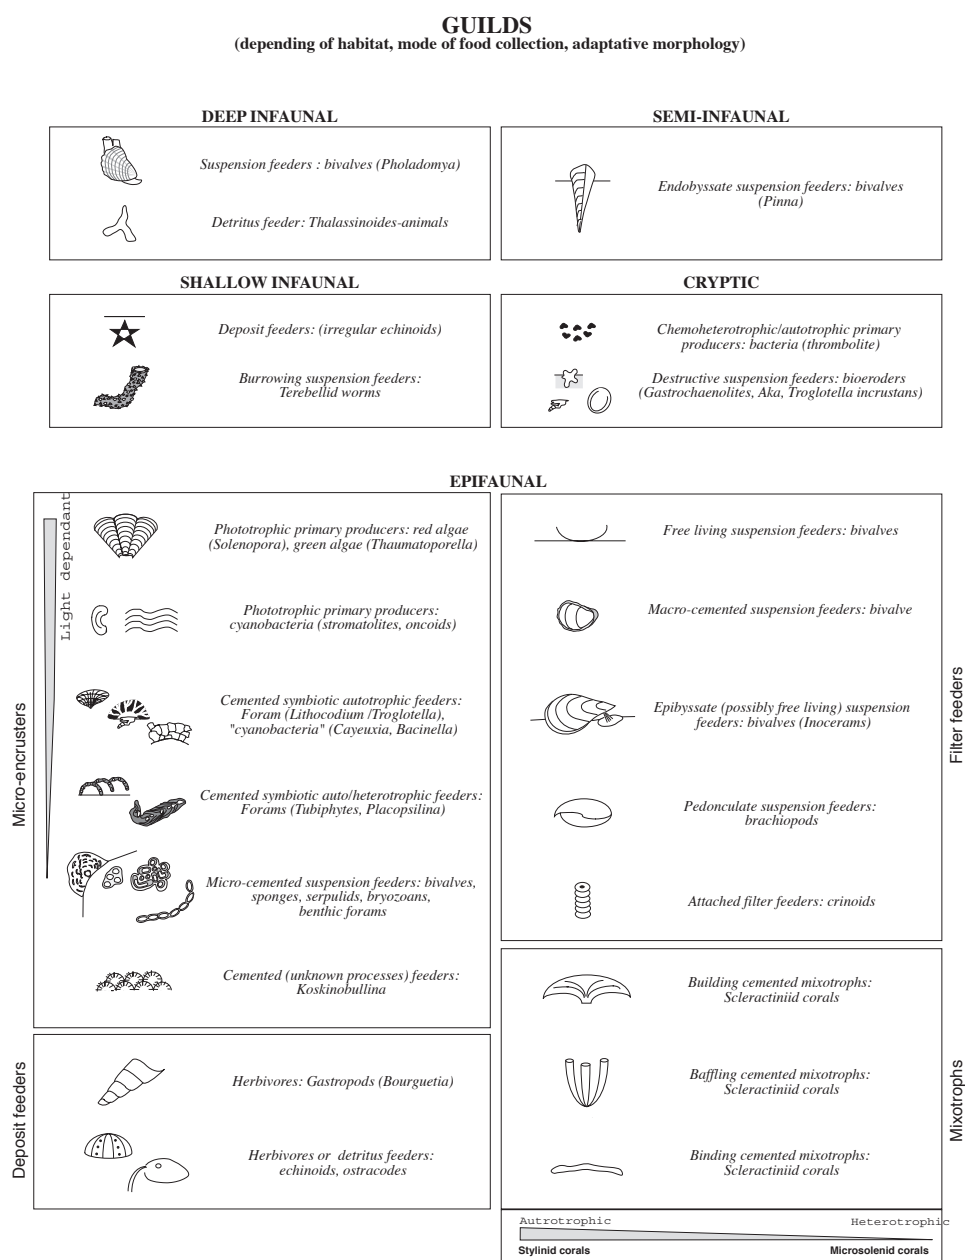 GUILDS
(depending of habitat, mode of food collection, adaptative morphology)
DEEP INFAUNAL
Suspension feeders : bivalves (Pholadomya)
Detritus feeder: Thalassinoides-animals
SEMI-INFAUNAL
Endobyssate suspension feeders: bivalves
(Pinna)
SHALLOW INFAUNAL
Deposit feeders: (irregular echinoids)
Burrowing suspension feeders:
Terebellid worms
CRYPTIC
Chemoheterotrophic/autotrophic primary
producers: bacteria (thrombolite)
Destructive suspension feeders: bioeroders
(Gastrochaenolites, Aka, Troglotella incrustans)
EPIFAUNAL
Micro-encrusters
Light dependant
Phototrophic primary producers: red algae
(Solenopora), green algae (Thaumatoporella)
Phototrophic primary producers:
cyanobacteria (stromatolites, oncoids)
Cemented symbiotic autotrophic feeders:
Foram (Lithocodium /Troglotella),
"cyanobacteria" (Cayeuxia, Bacinella)
Cemented symbiotic auto/heterotrophic feeders:
Forams (Tubiphytes, Placopsilina)
Micro-cemented suspension feeders: bivalves,
sponges, serpulids, bryozoans,
benthic forams
Cemented (unknown processes) feeders:
Koskinobullina
Deposit feeders
Herbivores: Gastropods (Bourguetia)
Herbivores or detritus feeders:
echinoids, ostracodes
Filter feeders
Free living suspension feeders: bivalves
Macro-cemented suspension feeders: bivalve
Epibyssate (possibly free living) suspension
feeders: bivalves (Inocerams)
Pedonculate suspension feeders:
brachiopods
Attached filter feeders: crinoids
Mixotrophs
Building cemented mixotrophs:
Scleractiniid corals
Baffling cemented mixotrophs:
Scleractiniid corals
Binding cemented mixotrophs:
Scleractiniid corals
Autrotrophic Heterotrophic
Stylinid corals Microsolenid corals